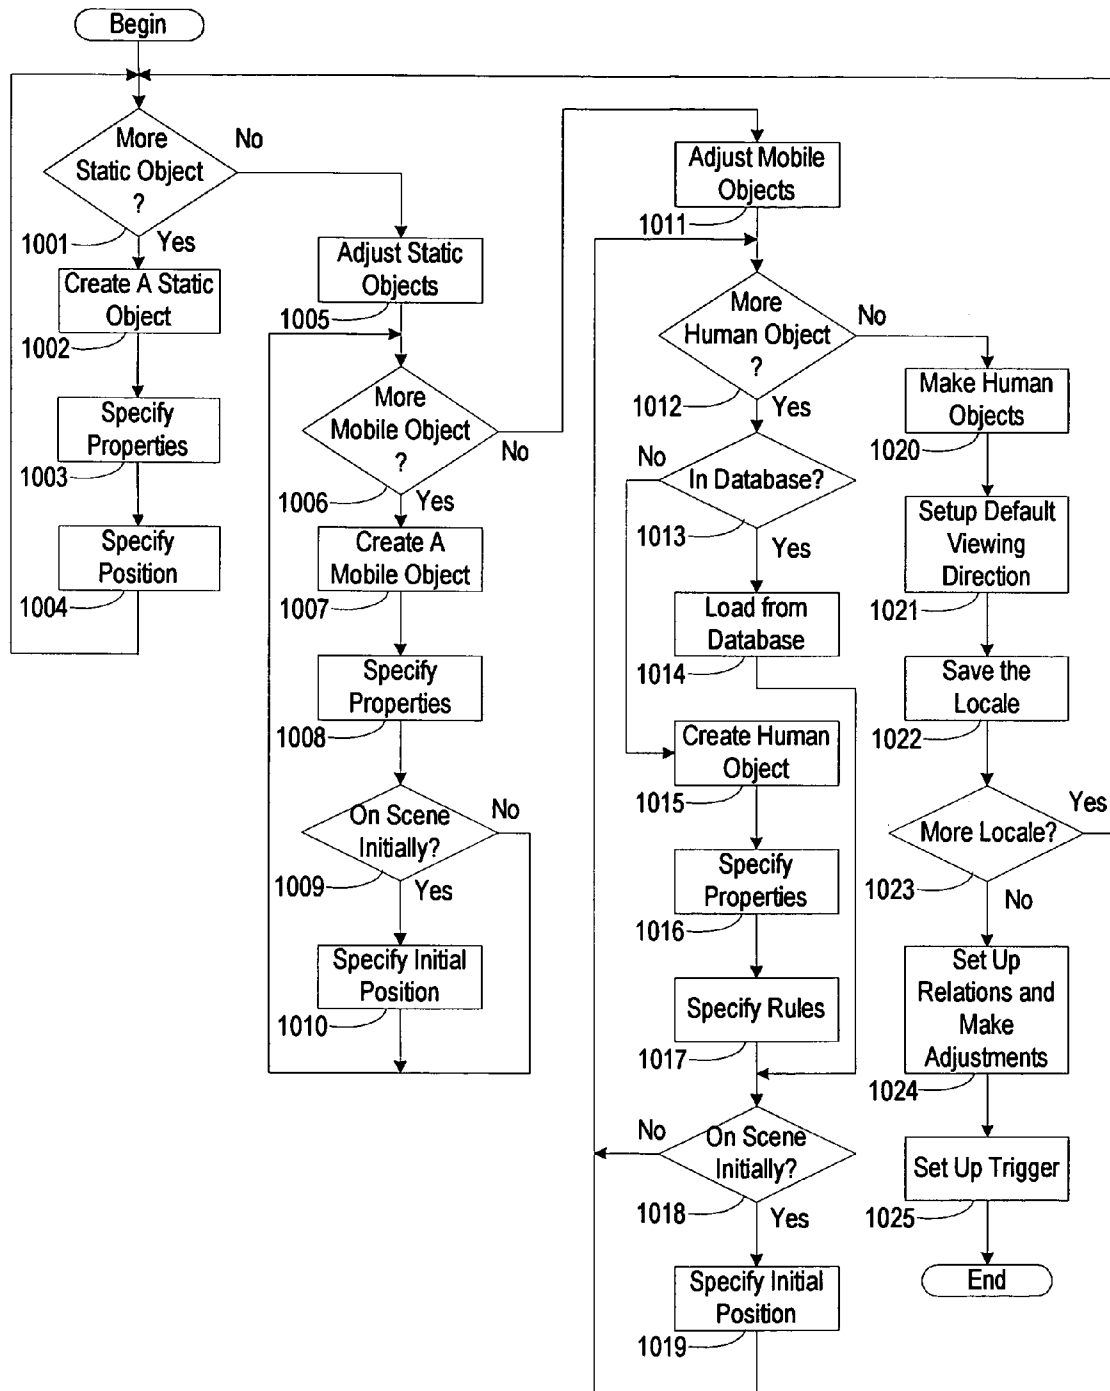 Begin
More
Static Object
?
No
1001
Yes
Create A Static
Object
1002
Specify
Properties
1003
Specify
Position
1004
Adjust Static
Objects
1005
More
Mobile Object
?
No
1006
Yes
Create A
Mobile Object
1007
Specify
Properties
1008
On Scene
Initially?
No
1009
Yes
Specify Initial
Position
1010
Adjust Mobile
Objects
1011
More
Human Object
?
No
1012
Yes
No
In Database?
1013
Yes
Load from
Database
1014
Create Human
Object
1015
Specify
Properties
1016
Specify Rules
1017
No
On Scene
Initially?
1018
Yes
Specify Initial
Position
1019
Make Human
Objects
1020
Setup Default
Viewing
Direction
1021
Save the
Locale
1022
Yes
More Locale?
1023
No
Set Up
Relations and
Make
Adjustments
1024
Set Up Trigger
1025
End